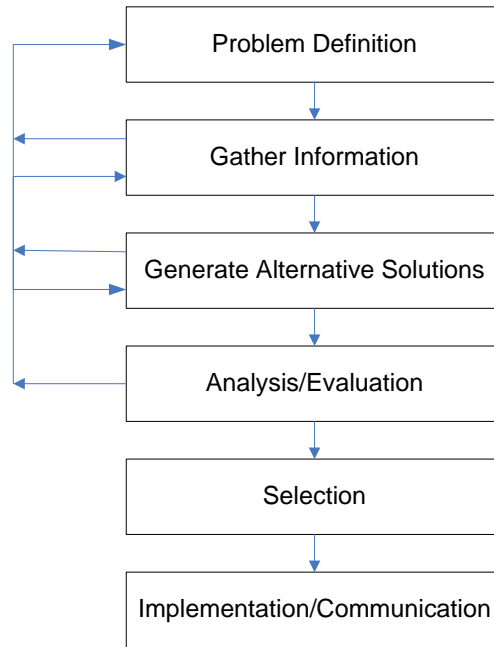 Problem Definition
Gather Information
Generate Alternative Solutions
Analysis/Evaluation
Selection
Implementation/Communication